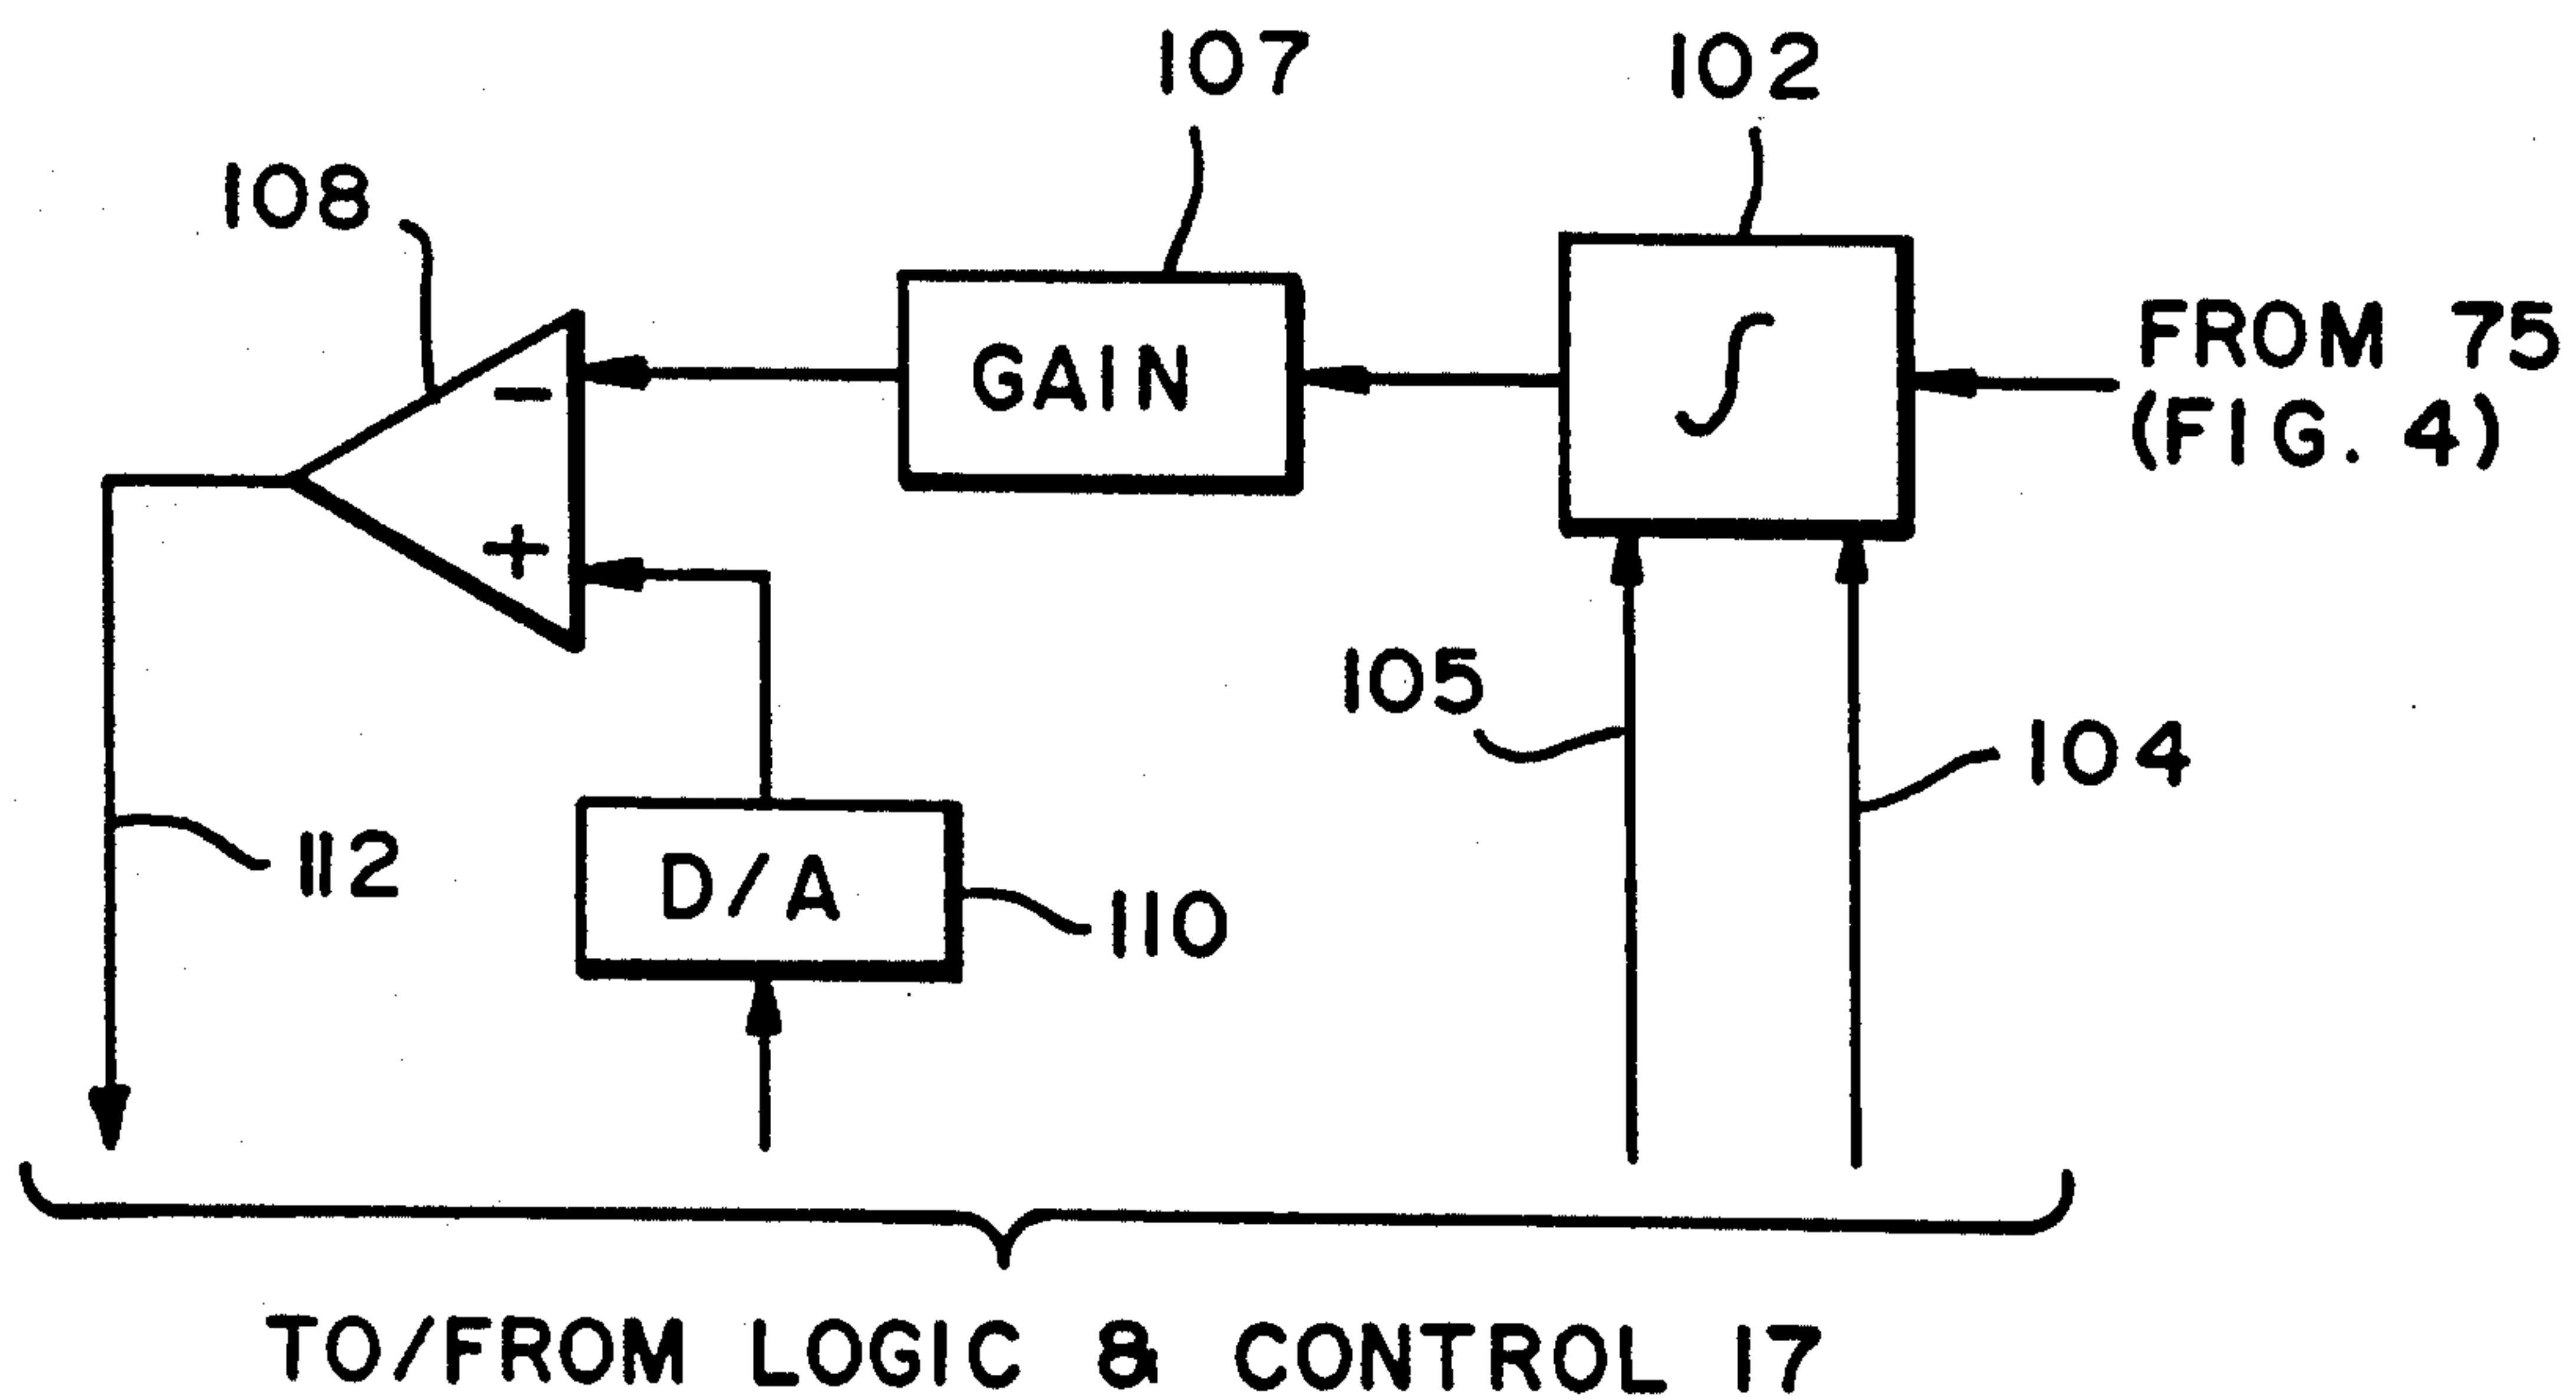 107
102
108
GAIN
∫
FROM 75
(FIG. 4)
−
+
105
104
112
D/A
110
TO/FROM LOGIC & CONTROL 17